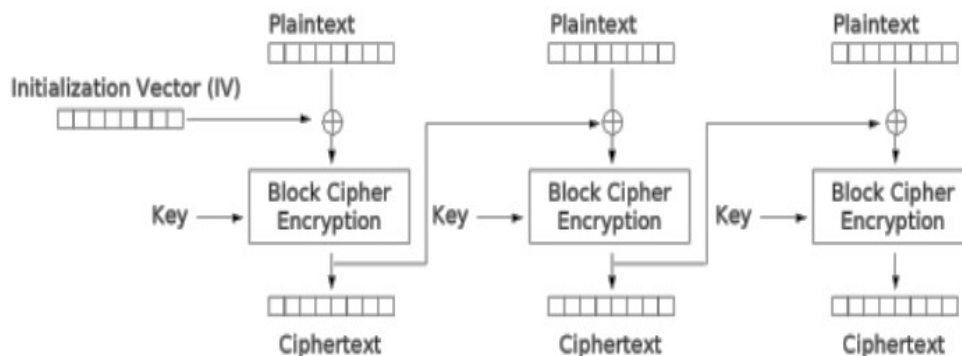 Plaintext Plaintext Plaintext
Initialization Vector (IV)
Block Cipher Block Cipher Block Cipher
Key Encryption Key Encryption Key Encryption
Ciphertext Ciphertext Ciphertext